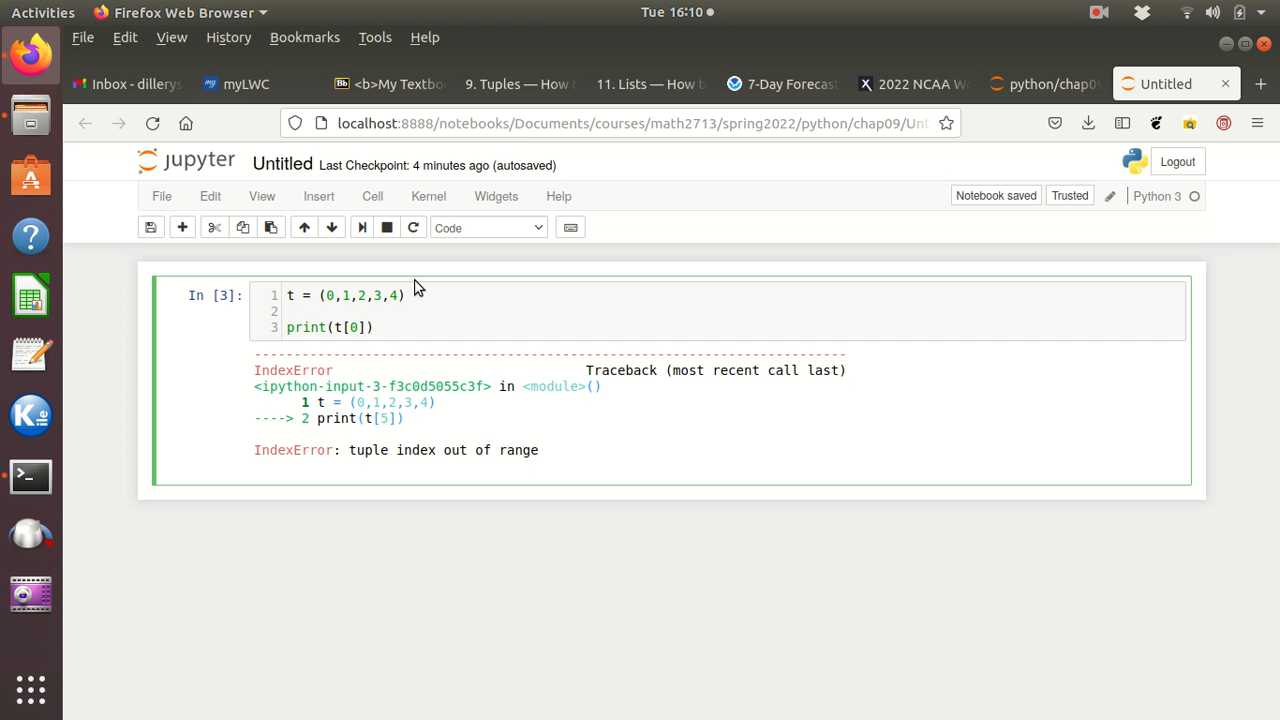 Activities Firefox Web Browser Tue 16:10
File Edit View History Bookmarks Tools Help
Inbox - dillerys myLWC Bb <b>My Textbo 9. Tuples — How t 11. Lists — How to 7-Day Forecast X 2022 NCAA Wo python/chap09 Untitled
localhost:8888/notebooks/Documents/courses/math2713/spring2022/python/chap09/Unt
jupyter Untitled Last Checkpoint: 4 minutes ago (autosaved) Logout
File Edit View Insert Cell Kernel Widgets Help Notebook saved Trusted Python 3
Code
In [3]: 1 t = (0,1,2,3,4)
2
3 print(t[0])
---------------------------------------------------------------------------
IndexError Traceback (most recent call last)
<ipython-input-3-f3c0d5055c3f> in <module>()
1 t = (0,1,2,3,4)
----> 2 print(t[5])
IndexError: tuple index out of range